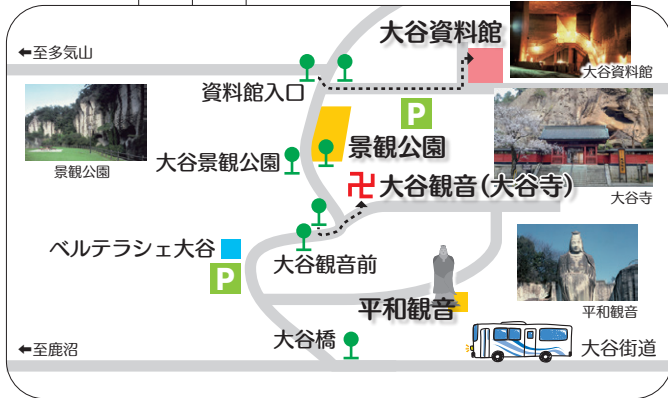 ←至多気山
大谷資料館
大谷資料館
資料館入口
P
景観公園
大谷景観公園
景観公園
卍大谷観音(大谷寺)
大谷寺
ベルテラシェ大谷
P
大谷観音前
平和観音
平和観音
大谷橋
←至鹿沼
大谷街道